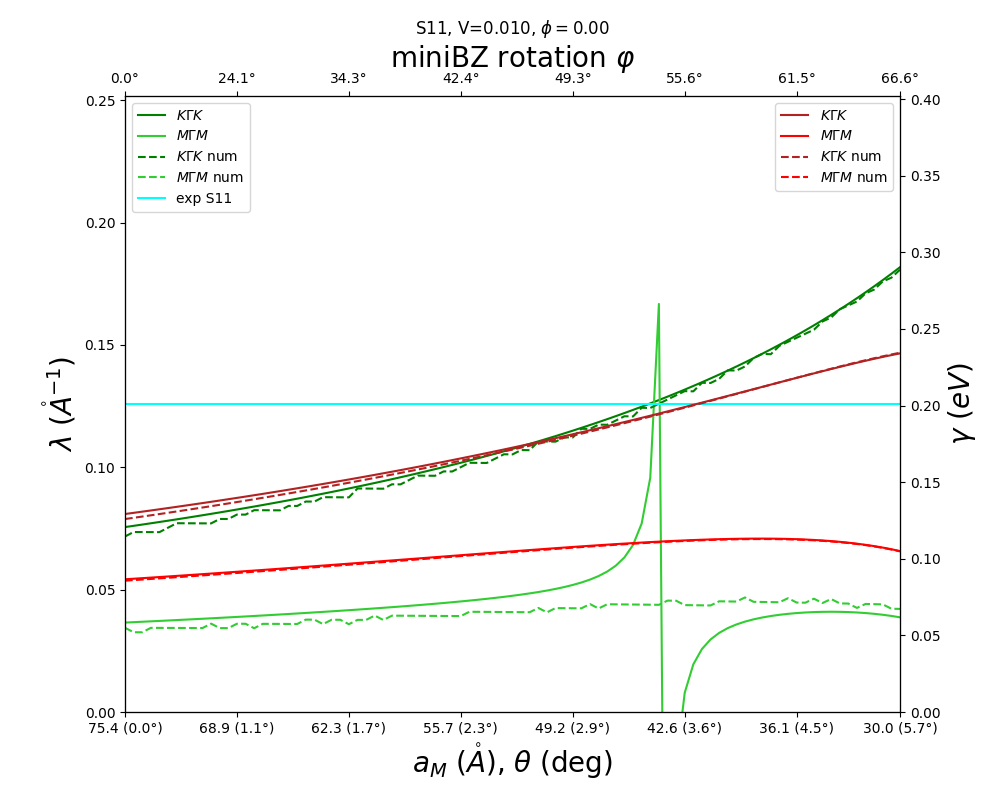 S11, V=0.010, ϕ = 0.00
miniBZ rotation φ
0.0° 24.1° 34.3° 42.4° 49.3° 55.6° 61.5° 66.6°
KΓK
MΓM
KΓK num
MΓM num
exp S11
KΓK
MΓM
KΓK num
MΓM num
0.25
0.20
0.15
0.10
0.05
0.00
λ (Å⁻¹)
0.40
0.35
0.30
0.25
0.20
0.15
0.10
0.05
0.00
γ (eV)
75.4 (0.0°) 68.9 (1.1°) 62.3 (1.7°) 55.7 (2.3°) 49.2 (2.9°) 42.6 (3.6°) 36.1 (4.5°) 30.0 (5.7°)
a_M (Å), θ (deg)